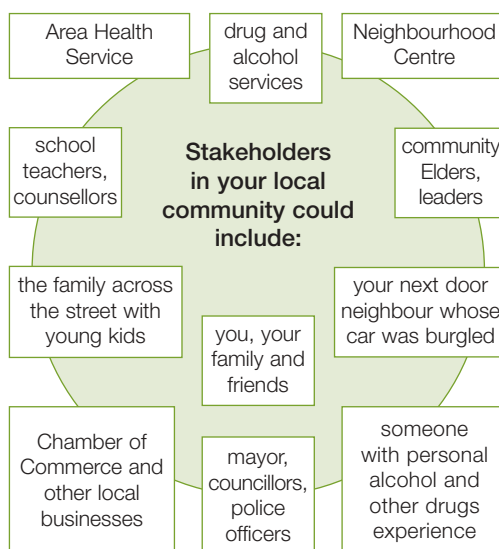 Area Health
Service
drug and
alcohol
services
Neighbourhood
Centre
school
teachers,
counsellors
Stakeholders
in your local
community could
include:
community
Elders,
leaders
the family across
the street with
young kids
you, your
family and
friends
your next door
neighbour whose
car was burgled
Chamber of
Commerce and
other local
businesses
mayor,
councillors,
police
officers
someone
with personal
alcohol and
other drugs
experience